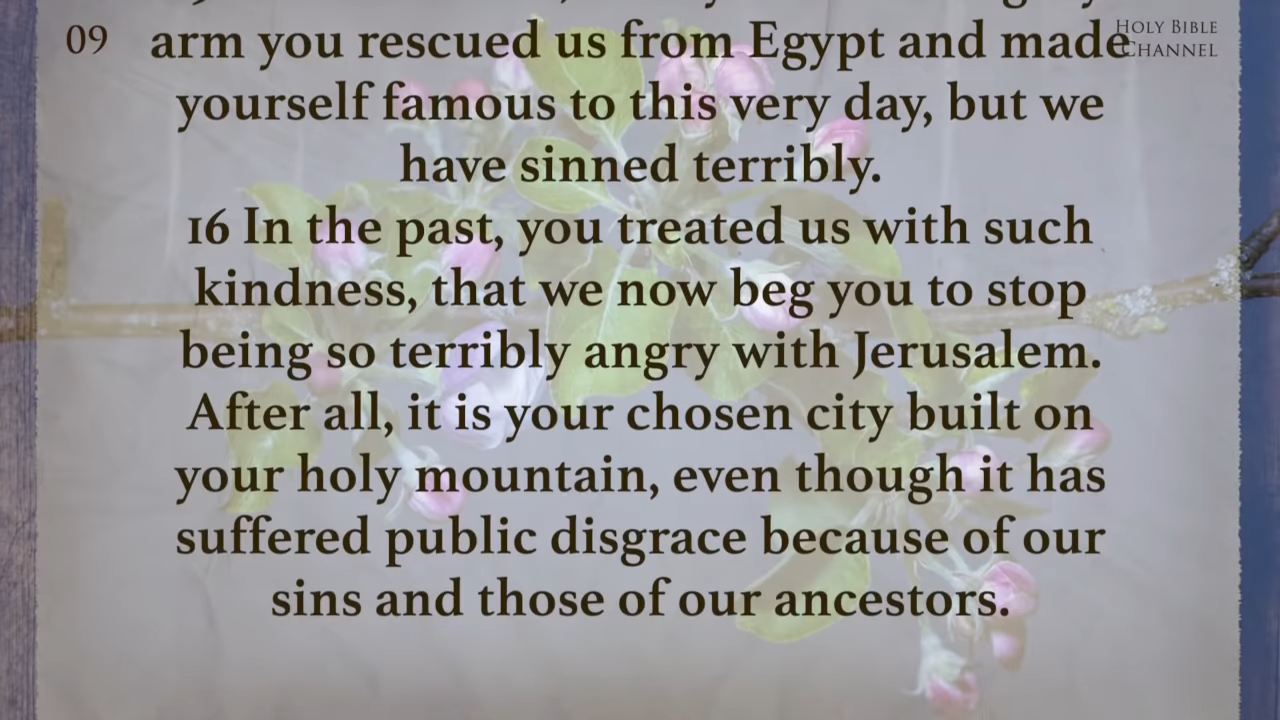 09
HOLY BIBLE
CHANNEL
arm you rescued us from Egypt and made
yourself famous to this very day, but we
have sinned terribly.
16 In the past, you treated us with such
kindness, that we now beg you to stop
being so terribly angry with Jerusalem.
After all, it is your chosen city built on
your holy mountain, even though it has
suffered public disgrace because of our
sins and those of our ancestors.